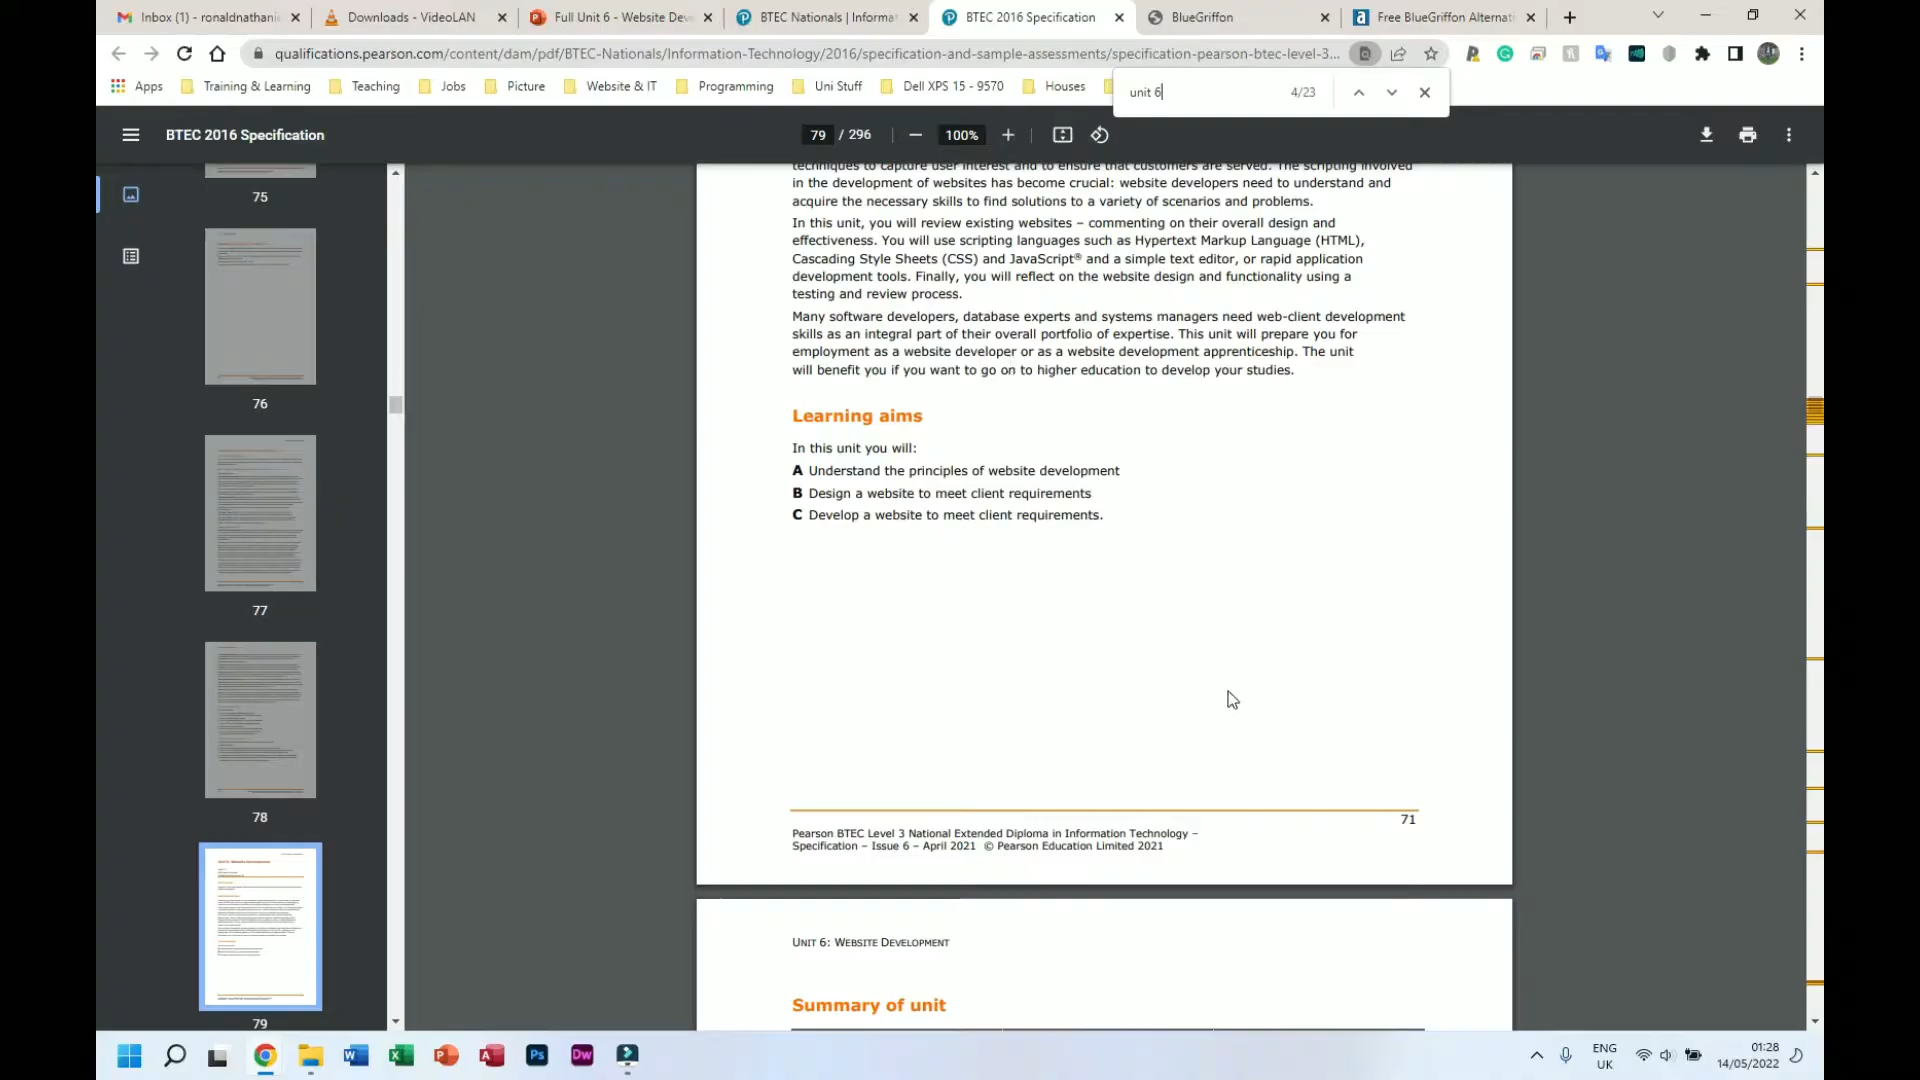 Inbox (1) - ronaldnathanie
Downloads - VideoLAN
Full Unit 6 - Website Dev
BTEC Nationals | Informat
BTEC 2016 Specification
BlueGriffon
Free BlueGriffon Alternati
qualifications.pearson.com/content/dam/pdf/BTEC-Nationals/Information-Technology/2016/specification-and-sample-assessments/specification-pearson-btec-level-3...
Apps
Training & Learning
Teaching
Jobs
Picture
Website & IT
Programming
Uni Stuff
Dell XPS 15 - 9570
Houses
unit 6
4/23
BTEC 2016 Specification
79 / 296
100%
75
76
77
78
79
techniques to capture user interest and to ensure that customers are served. The scripting involved
in the development of websites has become crucial: website developers need to understand and
acquire the necessary skills to find solutions to a variety of scenarios and problems.
In this unit, you will review existing websites – commenting on their overall design and
effectiveness. You will use scripting languages such as Hypertext Markup Language (HTML),
Cascading Style Sheets (CSS) and JavaScript® and a simple text editor, or rapid application
development tools. Finally, you will reflect on the website design and functionality using a
testing and review process.
Many software developers, database experts and systems managers need web-client development
skills as an integral part of their overall portfolio of expertise. This unit will prepare you for
employment as a website developer or as a website development apprenticeship. The unit
will benefit you if you want to go on to higher education to develop your studies.
Learning aims
In this unit you will:
A Understand the principles of website development
B Design a website to meet client requirements
C Develop a website to meet client requirements.
71
Pearson BTEC Level 3 National Extended Diploma in Information Technology –
Specification – Issue 6 – April 2021 © Pearson Education Limited 2021
UNIT 6: WEBSITE DEVELOPMENT
Summary of unit
ENG
UK
01:28
14/05/2022